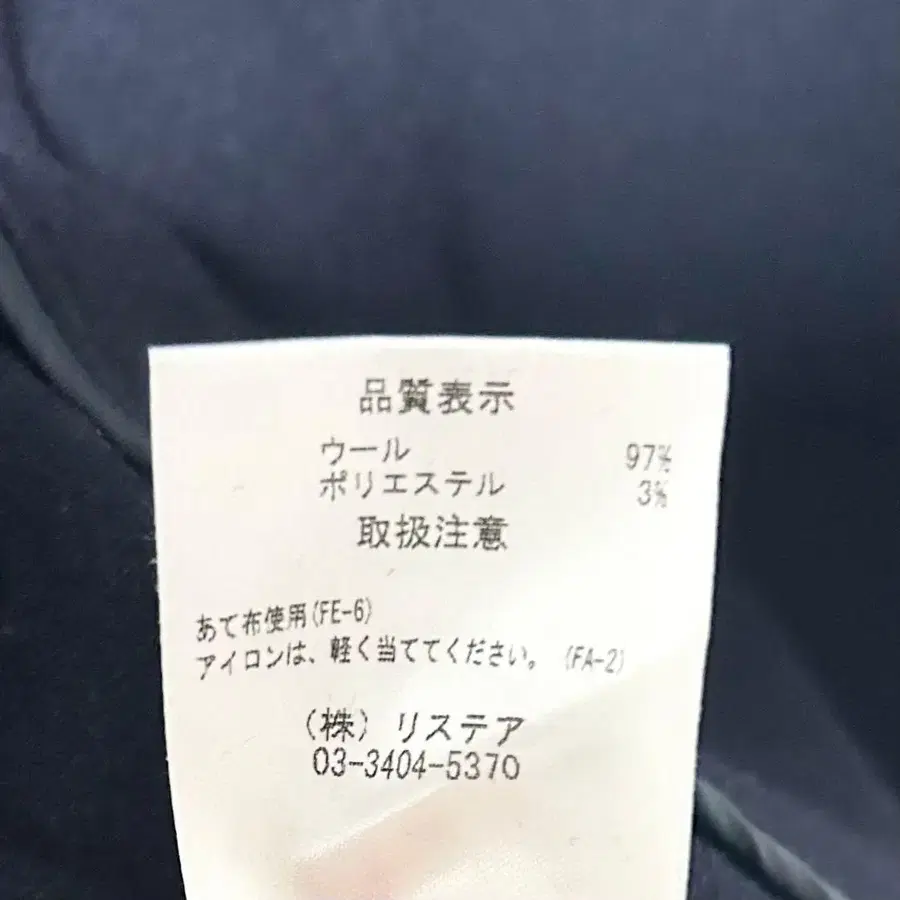 品質表示
ウール 97%
ポリエステル 3%
取扱注意
あて布使用(FE-6)
アイロンは、軽く当ててください。 (FA-2)
(株) リステア
03-3404-5370